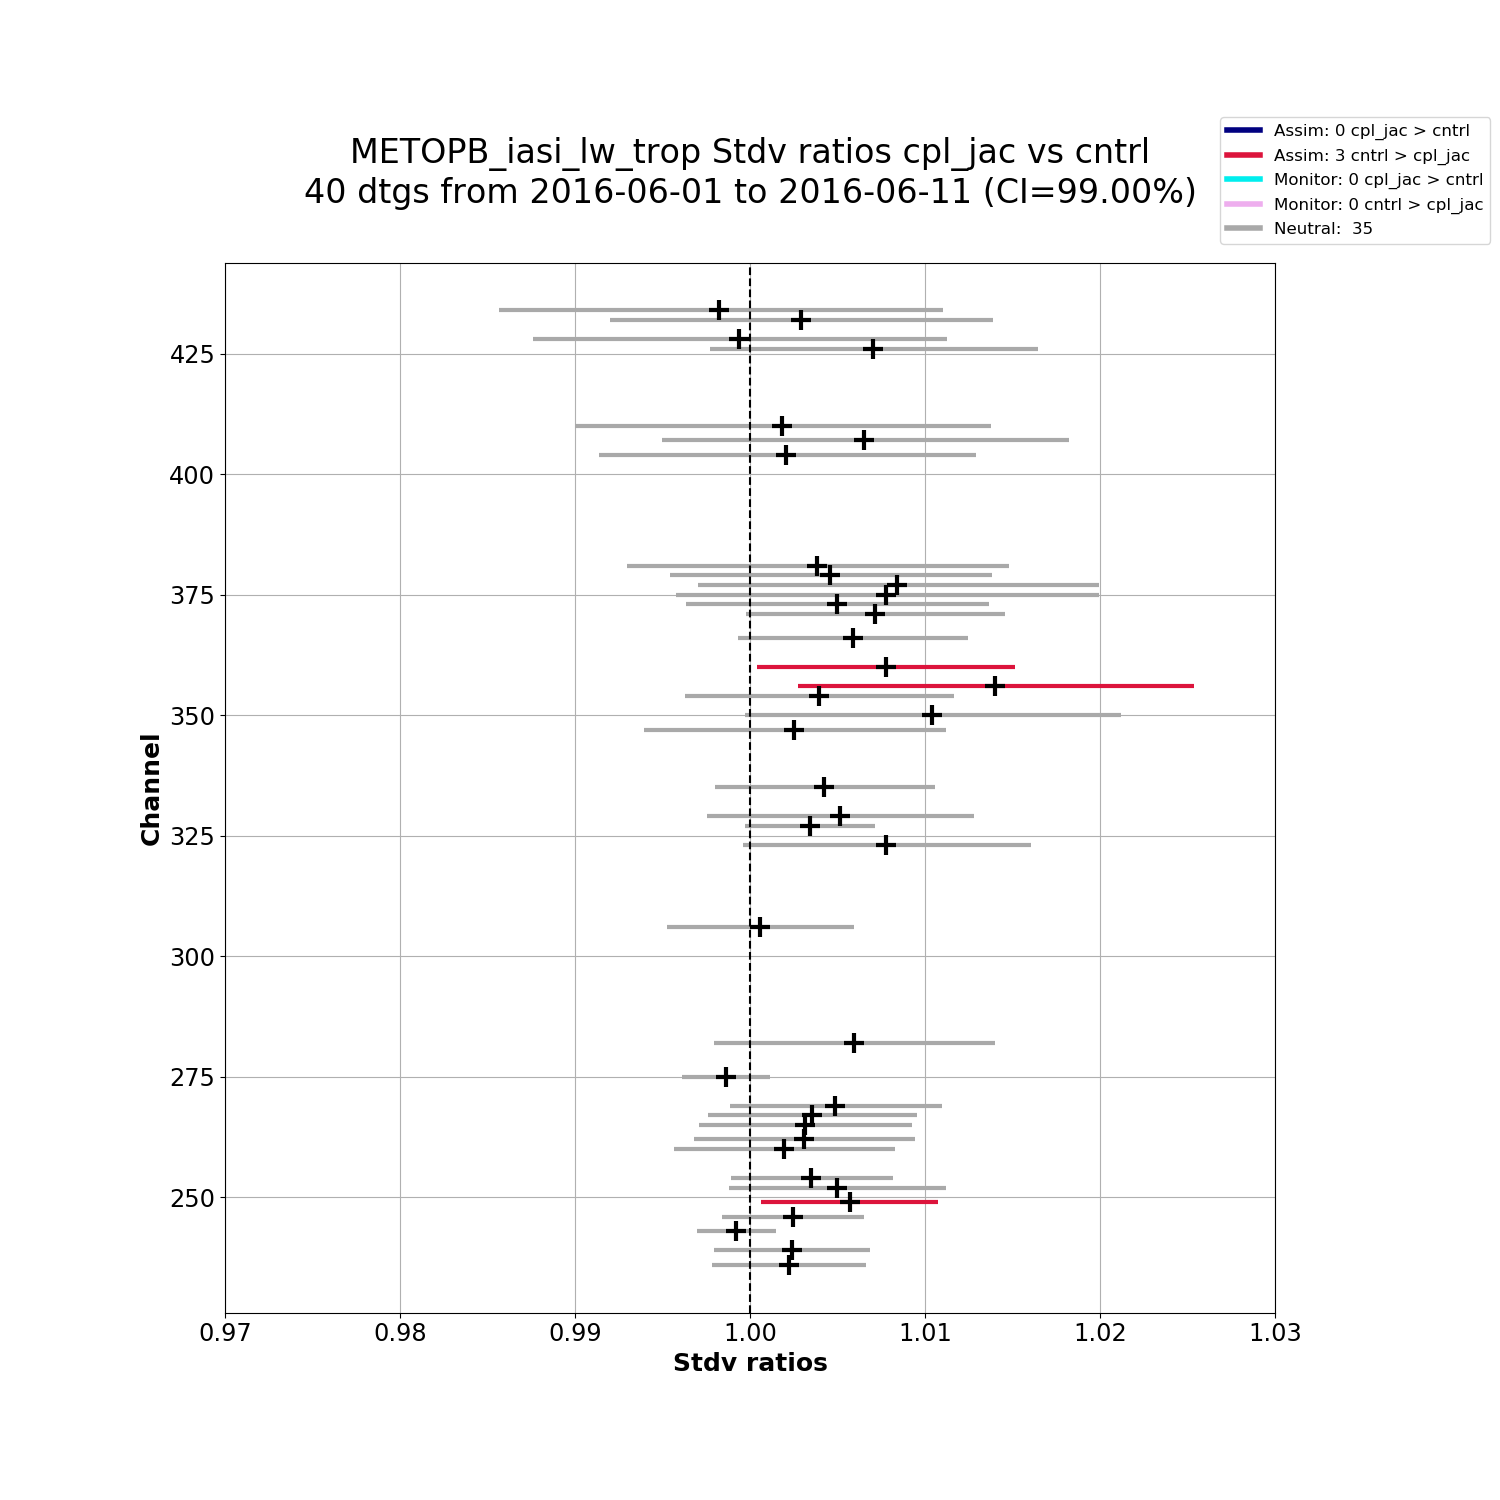 METOPB_iasi_lw_trop Stdv ratios cpl_jac vs cntrl
40 dtgs from 2016-06-01 to 2016-06-11 (CI=99.00%)
Assim: 0 cpl_jac > cntrl
Assim: 3 cntrl > cpl_jac
Monitor: 0 cpl_jac > cntrl
Monitor: 0 cntrl > cpl_jac
Neutral:  35
Channel
425
400
375
350
325
300
275
250
0.97 0.98 0.99 1.00 1.01 1.02 1.03
Stdv ratios